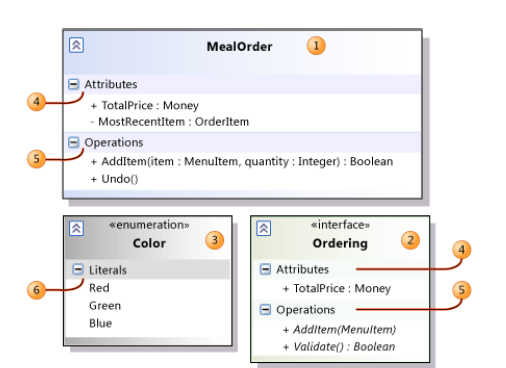 MealOrder 1
4 Attributes
+ TotalPrice : Money
- MostRecentItem : OrderItem
5 Operations
+ AddItem(item : MenuItem, quantity : Integer) : Boolean
+ Undo()
«enumeration»
Color 3
6 Literals
Red
Green
Blue
«interface»
Ordering 2
Attributes 4
+ TotalPrice : Money
Operations 5
+ AddItem(MenuItem)
+ Validate() : Boolean